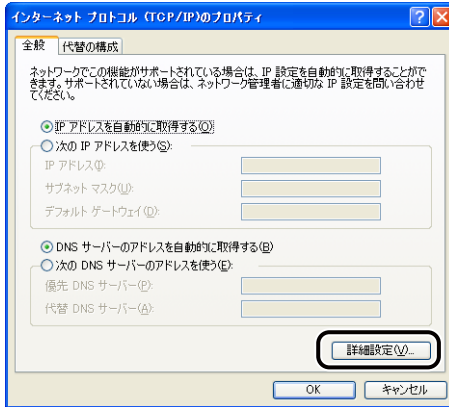 インターネット プロトコル (TCP/IP)のプロパティ
全般
代替の構成
ネットワークでこの機能がサポートされている場合は、IP 設定を自動的に取得することがで
きます。サポートされていない場合は、ネットワーク管理者に適切な IP 設定を問い合わせ
てください。
IP アドレスを自動的に取得する(O)
次の IP アドレスを使う(S):
IP アドレス(I):
サブネット マスク(U):
デフォルト ゲートウェイ(D):
DNS サーバーのアドレスを自動的に取得する(B)
次の DNS サーバーのアドレスを使う(E):
優先 DNS サーバー(P):
代替 DNS サーバー(A):
詳細設定(V)...
OK
キャンセル